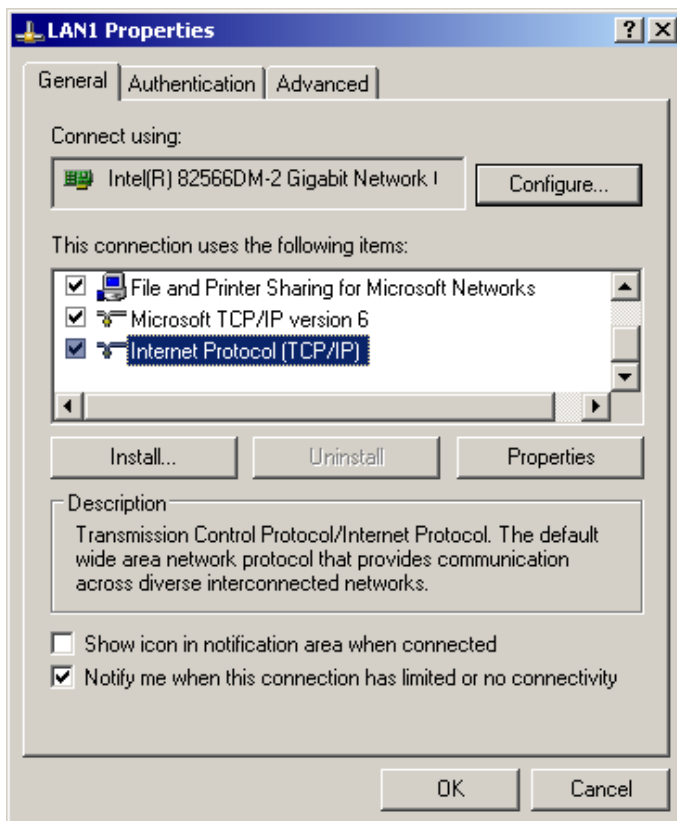 LAN1 Properties
General Authentication Advanced
Connect using:
Intel(R) 82566DM-2 Gigabit Network
Configure...
This connection uses the following items:
File and Printer Sharing for Microsoft Networks
Microsoft TCP/IP version 6
Internet Protocol (TCP/IP)
Install... Uninstall Properties
Description
Transmission Control Protocol/Internet Protocol. The default
wide area network protocol that provides communication
across diverse interconnected networks.
Show icon in notification area when connected
Notify me when this connection has limited or no connectivity
OK Cancel